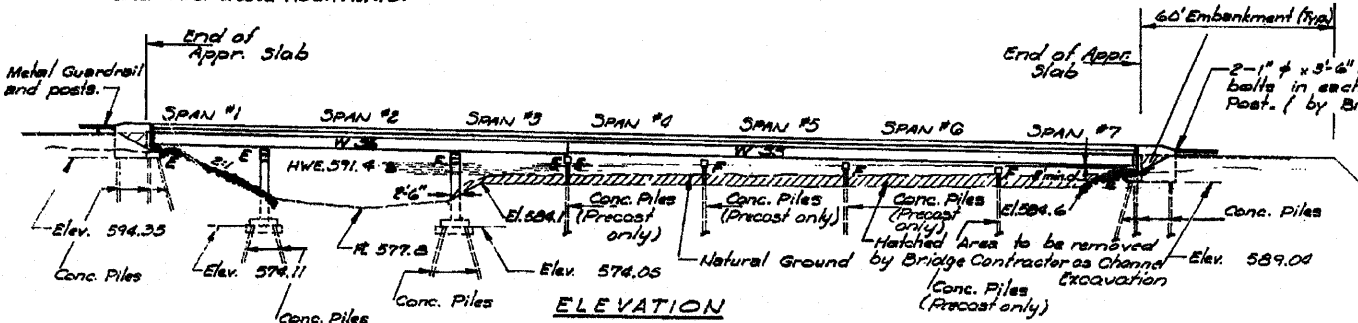 60' Embankment (Typ.)
End of
Appr. Slab
End of Appr.
Slab
Metal Guardrail
and posts.
2-1" ϕ x 3'-6"
bolts in each
Post. (by Br
SPAN #1
SPAN #2
SPAN #3
SPAN #4
SPAN #5
SPAN #6
SPAN #7
W 36
W 33
E
E
E
E
E
F
F
F
2:1
HWE. 591.4
2'-6"
El. 584.1
El. 584.6
Conc. Piles
(Precast
only)
Conc. Piles
(Precast only)
Conc. Piles
(Precast
only)
Conc. Piles
Elev. 594.35
Conc. Piles
Elev. 574.11
Conc. Piles
Fl. 577.8
Conc. Piles
Elev. 574.05
Natural Ground
Hatched Area to be removed
by Bridge Contractor as Channel
Excavation
Elev. 589.04
Conc. Piles
(Precast only)
ELEVATION